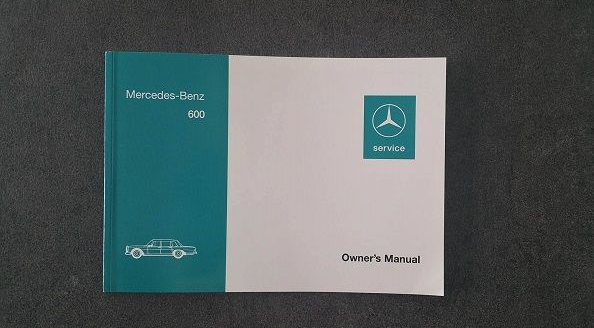 Mercedes-Benz
600
service
Owner's Manual